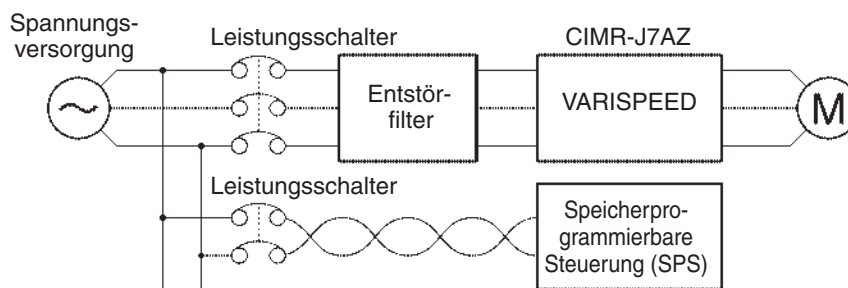 Spannungs-
versorgung
Leistungsschalter
CIMR-J7AZ
Entstör-
filter
VARISPEED
M
Leistungsschalter
Speicherpro-
grammierbare
Steuerung (SPS)